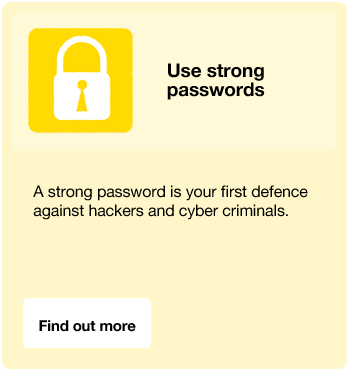 Use strong
passwords
A strong password is your first defence
against hackers and cyber criminals.
Find out more